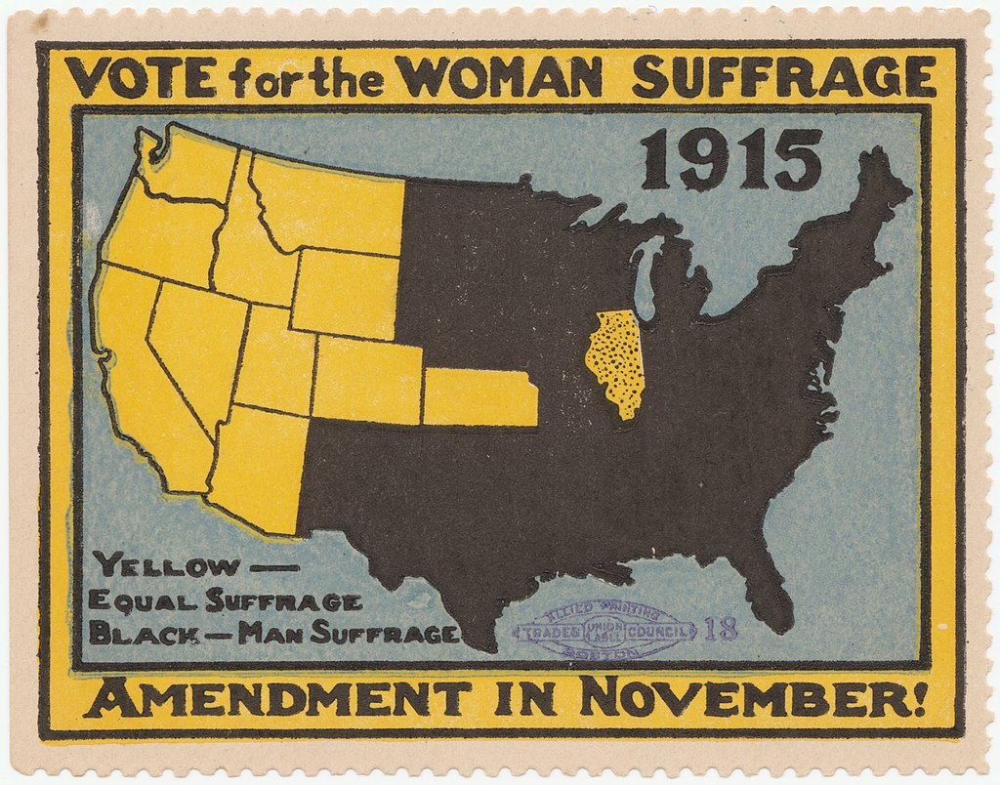 VOTE for the WOMAN SUFFRAGE
1915
YELLOW —
EQUAL SUFFRAGE
BLACK — MAN SUFFRAGE
ALLIED PRINTING
TRADES UNION LABEL COUNCIL 18
BOSTON
AMENDMENT IN NOVEMBER!